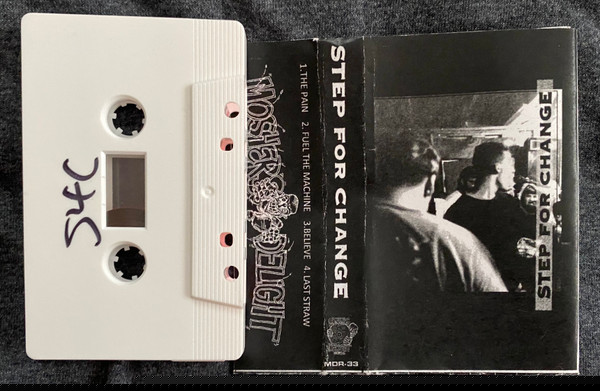 S4C
1.THE PAIN 2. FUEL THE MACHINE 3.BELIEVE 4. LAST STRAW
MOSHERS DELIGHT
STEP FOR CHANGE
MDR-33
STEP FOR CHANGE